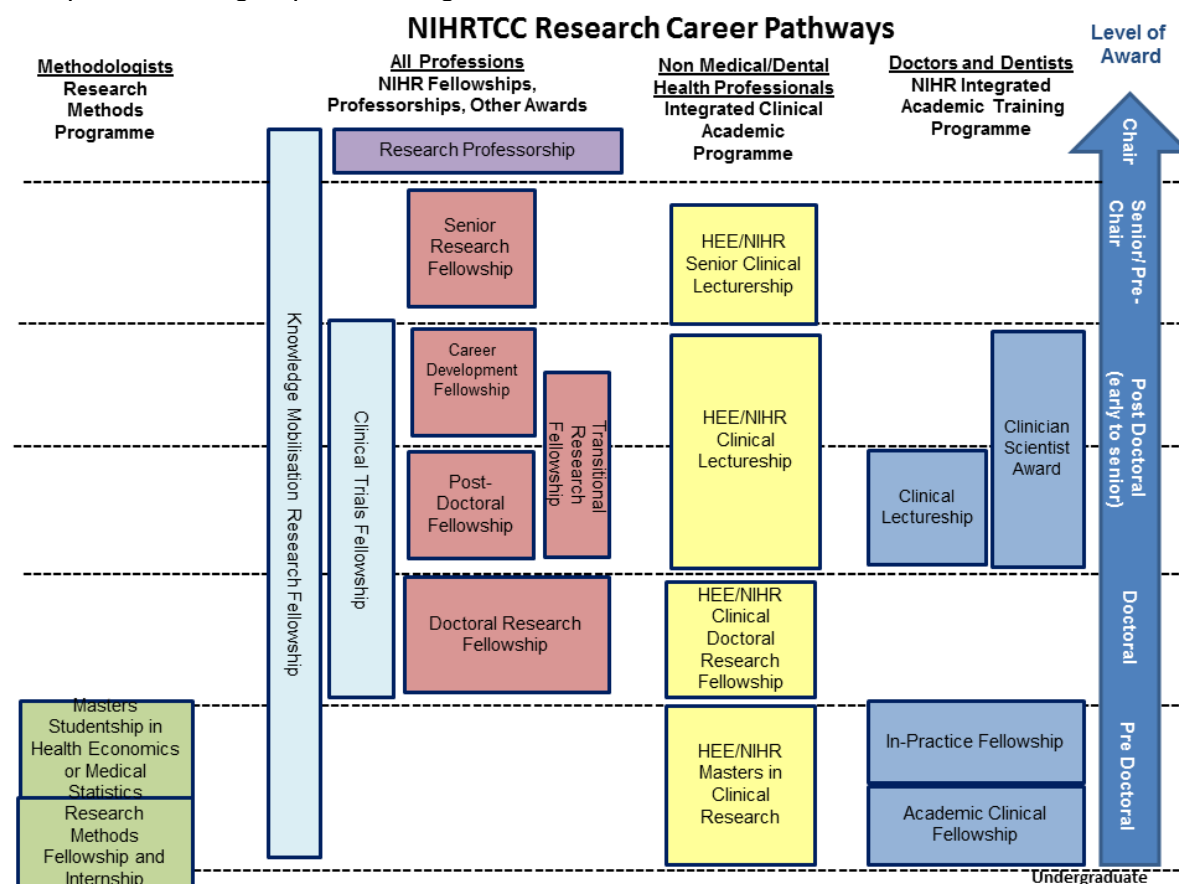 NIHRTCC Research Career Pathways
Level of
Award
Methodologists
Research
Methods
Programme
All Professions
NIHR Fellowships,
Professorships, Other Awards
Non Medical/Dental
Health Professionals
Integrated Clinical
Academic
Programme
Doctors and Dentists
NIHR Integrated
Academic Training
Programme
Research Professorship
Chair
Senior
Research
Fellowship
HEE/NIHR
Senior Clinical
Lecturership
Senior/ Pre-
Chair
Knowledge Mobilisation Research Fellowship
Clinical Trials Fellowship
Career
Development
Fellowship
Transitional
Research
Fellowship
Post-
Doctoral
Fellowship
HEE/NIHR
Clinical
Lectureship
Clinical
Lectureship
Clinician
Scientist
Award
Post Doctoral
(early to senior)
Doctoral Research
Fellowship
HEE/NIHR
Clinical
Doctoral
Research
Fellowship
Doctoral
Masters
Studentship in
Health Economics
or Medical
Statistics
Research
Methods
Fellowship and
Internship
HEE/NIHR
Masters in
Clinical
Research
In-Practice Fellowship
Academic Clinical
Fellowship
Pre Doctoral
Undergraduate